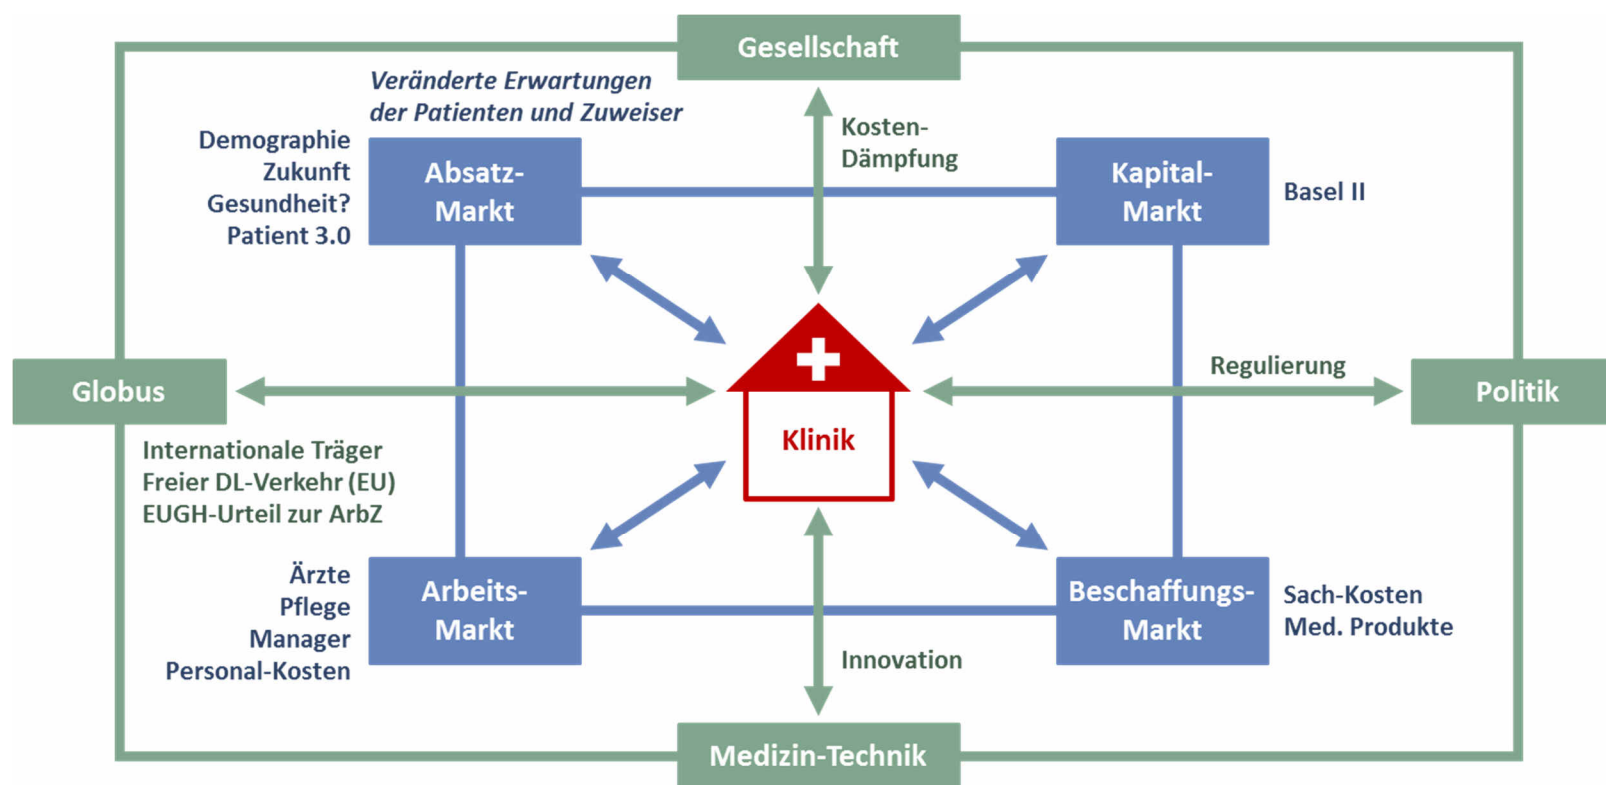 Gesellschaft
Veränderte Erwartungen
der Patienten und Zuweiser
Demographie
Zukunft
Gesundheit?
Patient 3.0
Absatz-
Markt
Kosten-
Dämpfung
Kapital-
Markt
Basel II
Globus
Klinik
Regulierung
Politik
Internationale Träger
Freier DL-Verkehr (EU)
EUGH-Urteil zur ArbZ
Ärzte
Pflege
Manager
Personal-Kosten
Arbeits-
Markt
Innovation
Beschaffungs-
Markt
Sach-Kosten
Med. Produkte
Medizin-Technik